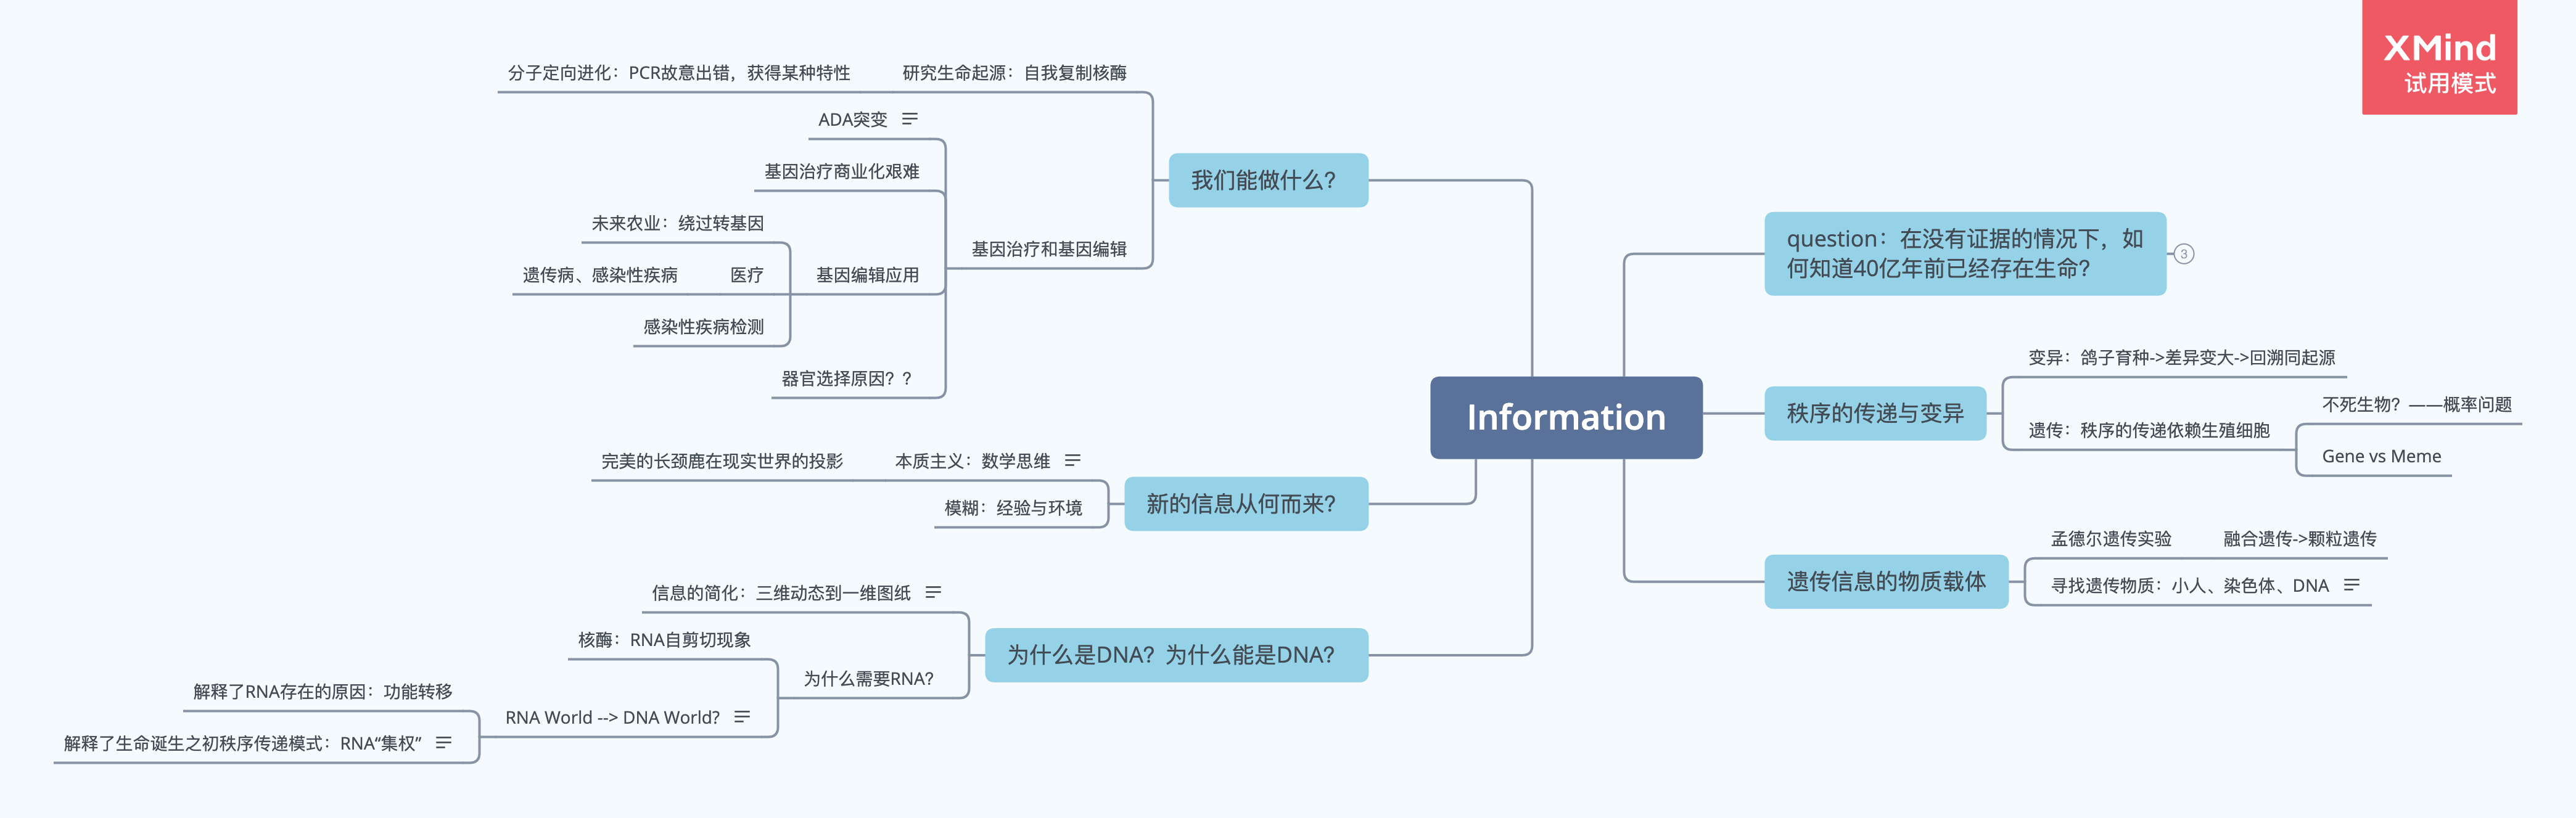 XMind
试用模式
Information
question：在没有证据的情况下，如
何知道40亿年前已经存在生命？
3
秩序的传递与变异
变异：鸽子育种->差异变大->回溯同起源
遗传：秩序的传递依赖生殖细胞
不死生物？——概率问题
Gene vs Meme
遗传信息的物质载体
孟德尔遗传实验
融合遗传->颗粒遗传
寻找遗传物质：小人、染色体、DNA
我们能做什么？
研究生命起源：自我复制核酶
分子定向进化：PCR故意出错，获得某种特性
基因治疗和基因编辑
ADA突变
基因治疗商业化艰难
基因编辑应用
未来农业：绕过转基因
医疗
遗传病、感染性疾病
感染性疾病检测
器官选择原因？？
新的信息从何而来？
本质主义：数学思维
完美的长颈鹿在现实世界的投影
模糊：经验与环境
为什么是DNA？为什么能是DNA？
信息的简化：三维动态到一维图纸
为什么需要RNA？
核酶：RNA自剪切现象
RNA World --> DNA World?
解释了RNA存在的原因：功能转移
解释了生命诞生之初秩序传递模式：RNA“集权”